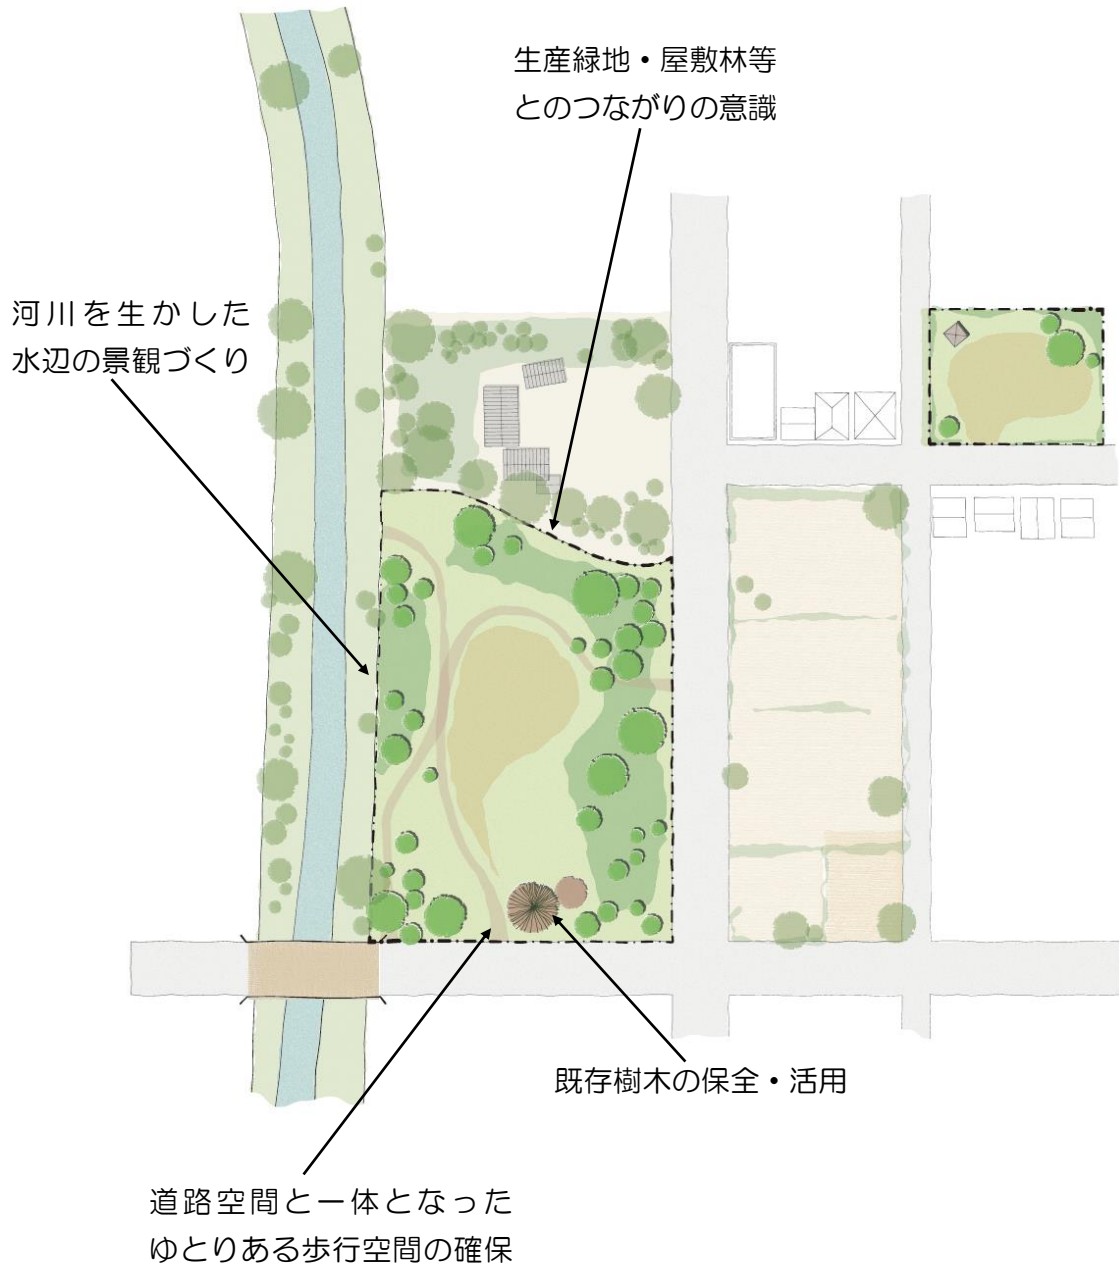 生産緑地・屋敷林等
とのつながりの意識
河川を生かした
水辺の景観づくり
既存樹木の保全・活用
道路空間と一体となった
ゆとりある歩行空間の確保